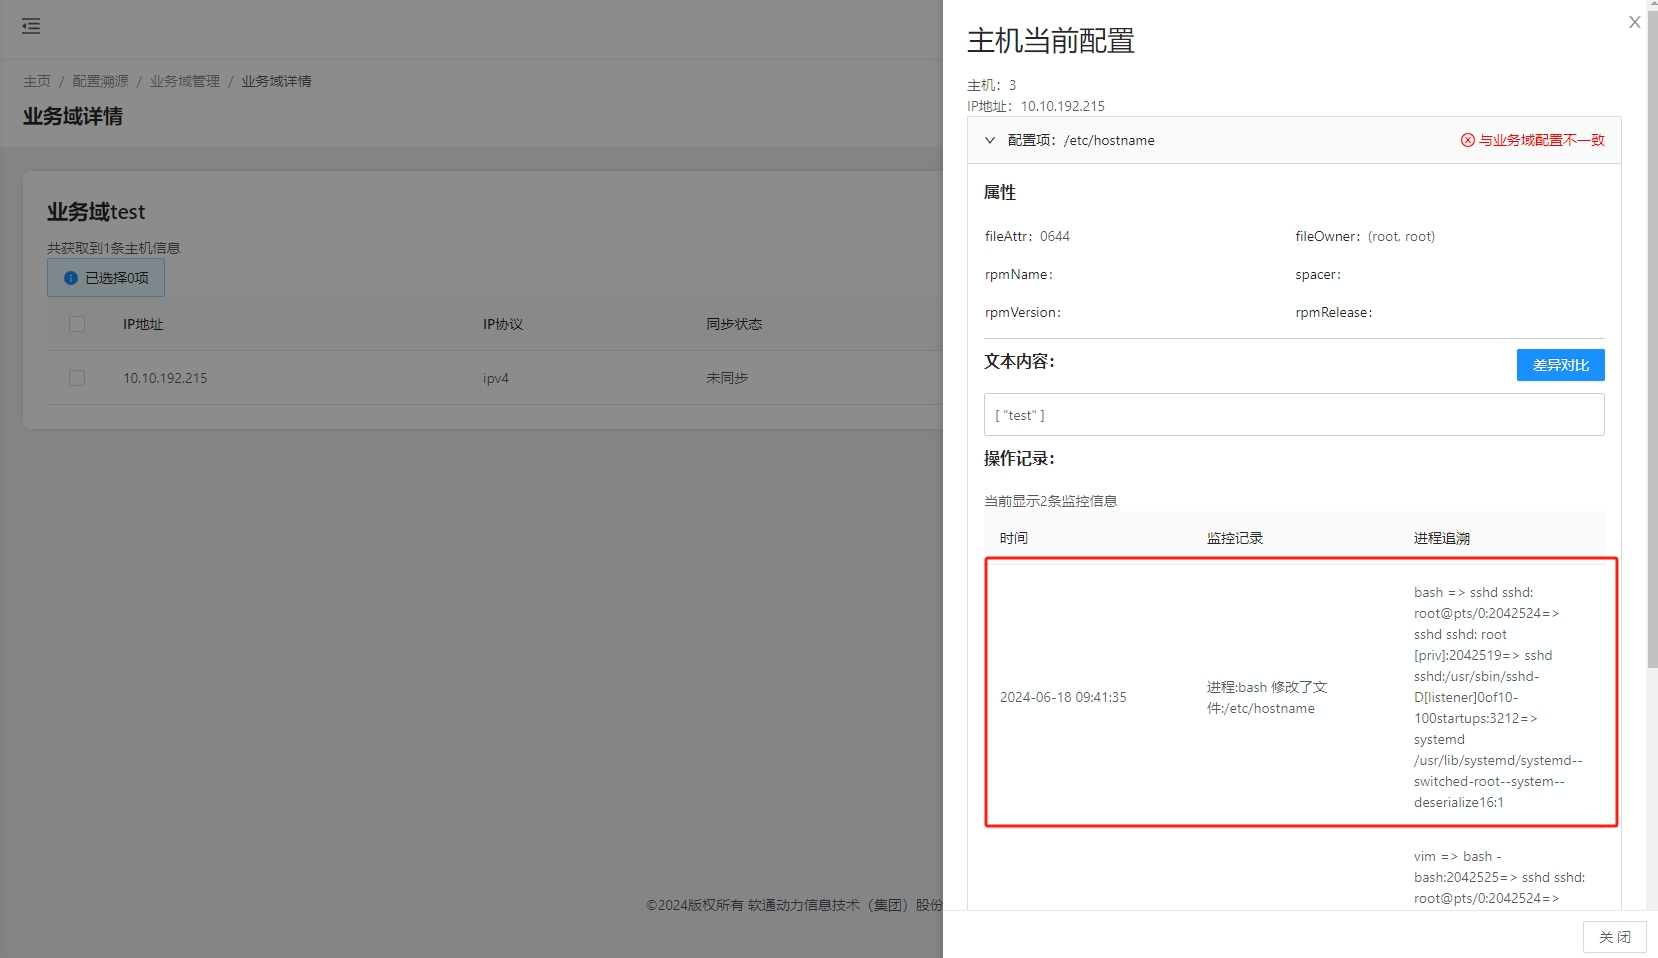 主页 / 配置溯源 / 业务域管理 / 业务域详情
业务域详情
业务域test
共获取到1条主机信息
已选择0项
IP地址 IP协议 同步状态
10.10.192.215 ipv4 未同步
©2024版权所有 软通动力信息技术（集团）股份
主机当前配置
主机：3
IP地址：10.10.192.215
配置项：/etc/hostname 与业务域配置不一致
属性
fileAttr：0644 fileOwner：(root, root)
rpmName： spacer：
rpmVersion： rpmRelease：
文本内容： 差异对比
[ "test" ]
操作记录：
当前显示2条监控信息
时间 监控记录 进程追溯
2024-06-18 09:41:35
进程:bash 修改了文
件:/etc/hostname
bash => sshd sshd:
root@pts/0:2042524=>
sshd sshd: root
[priv]:2042519=> sshd
sshd:/usr/sbin/sshd-
D[listener]0of10-
100startups:3212=>
systemd
/usr/lib/systemd/systemd--
switched-root--system--
deserialize16:1
vim => bash -
bash:2042525=> sshd sshd:
root@pts/0:2042524=>
关 闭